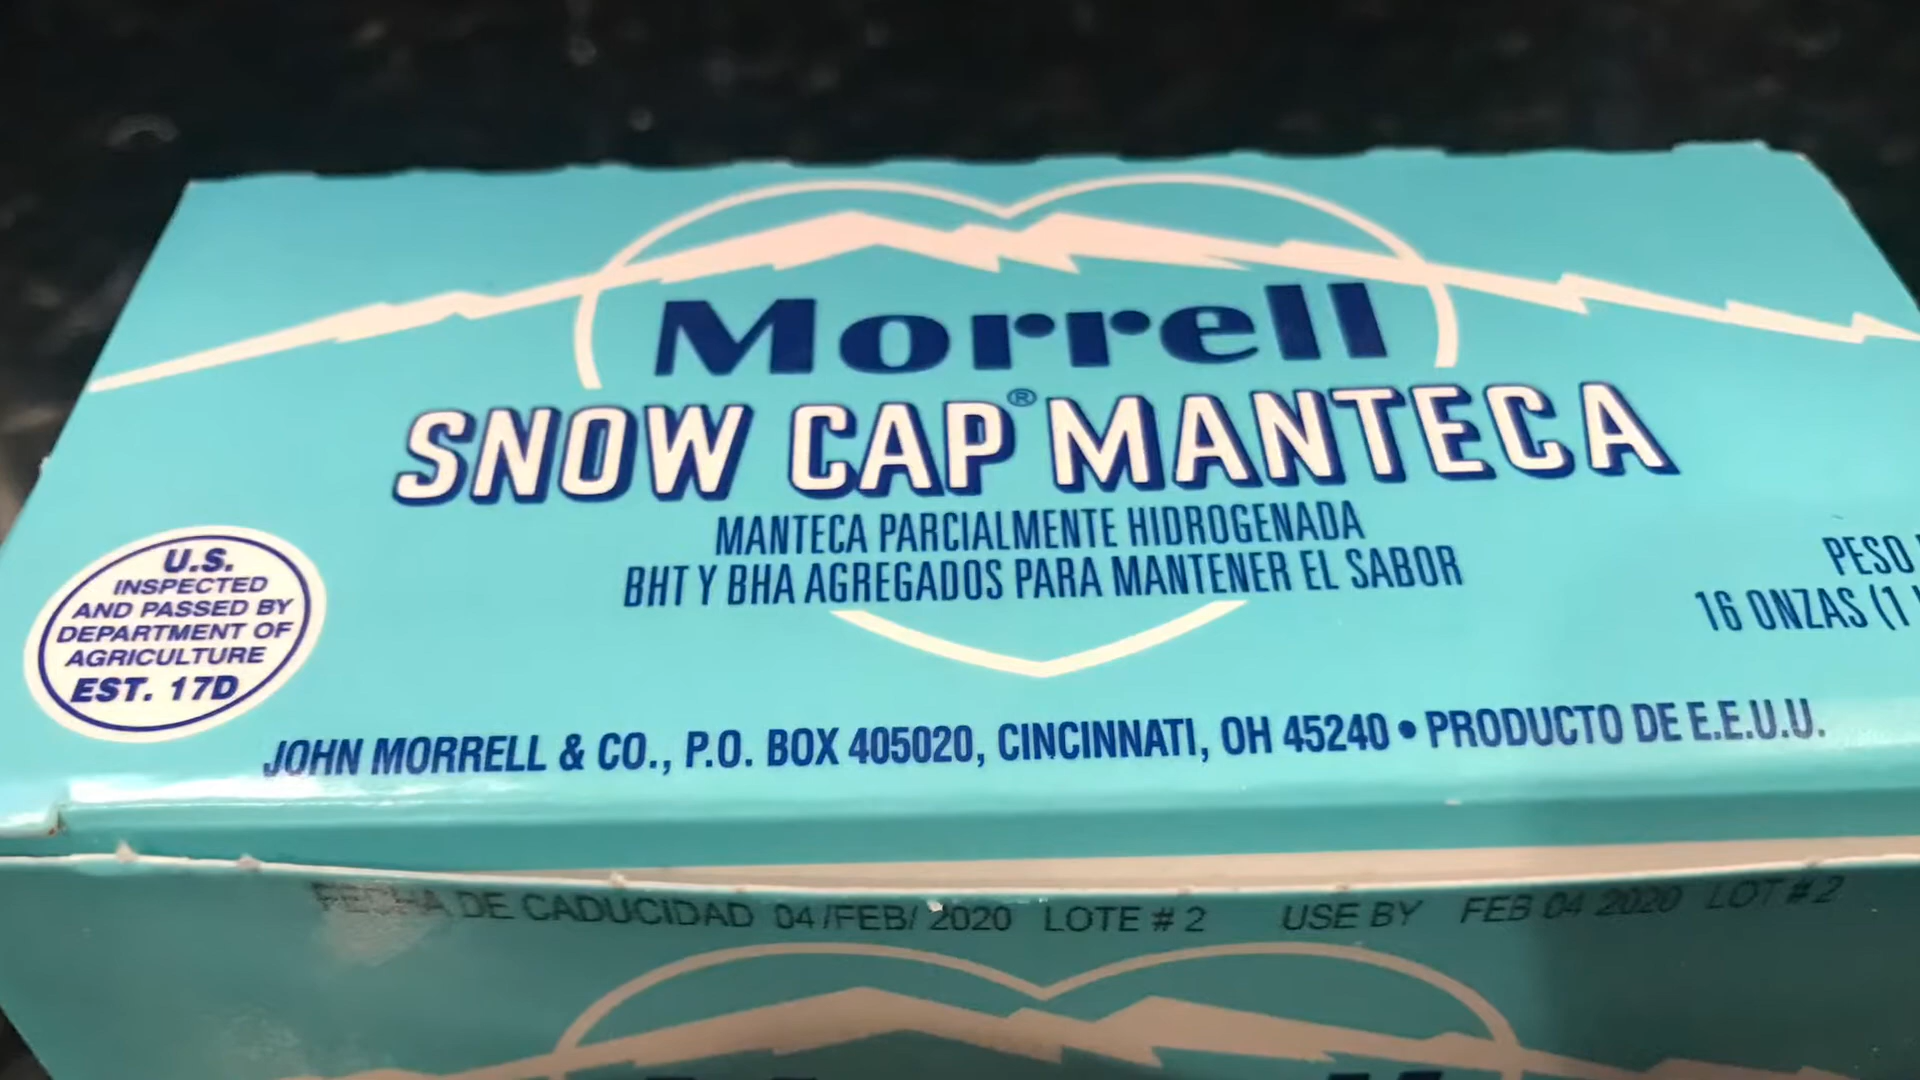 Morrell
SNOW CAP® MANTECA
MANTECA PARCIALMENTE HIDROGENADA
BHT Y BHA AGREGADOS PARA MANTENER EL SABOR
PESO
16 ONZAS (1
U.S.
INSPECTED
AND PASSED BY
DEPARTMENT OF
AGRICULTURE
EST. 17D
JOHN MORRELL & CO., P.O. BOX 405020, CINCINNATI, OH 45240 • PRODUCTO DE E.E.U.U.
FECHA DE CADUCIDAD 04/FEB/ 2020 LOTE # 2 USE BY FEB 04 2020 LOT # 2